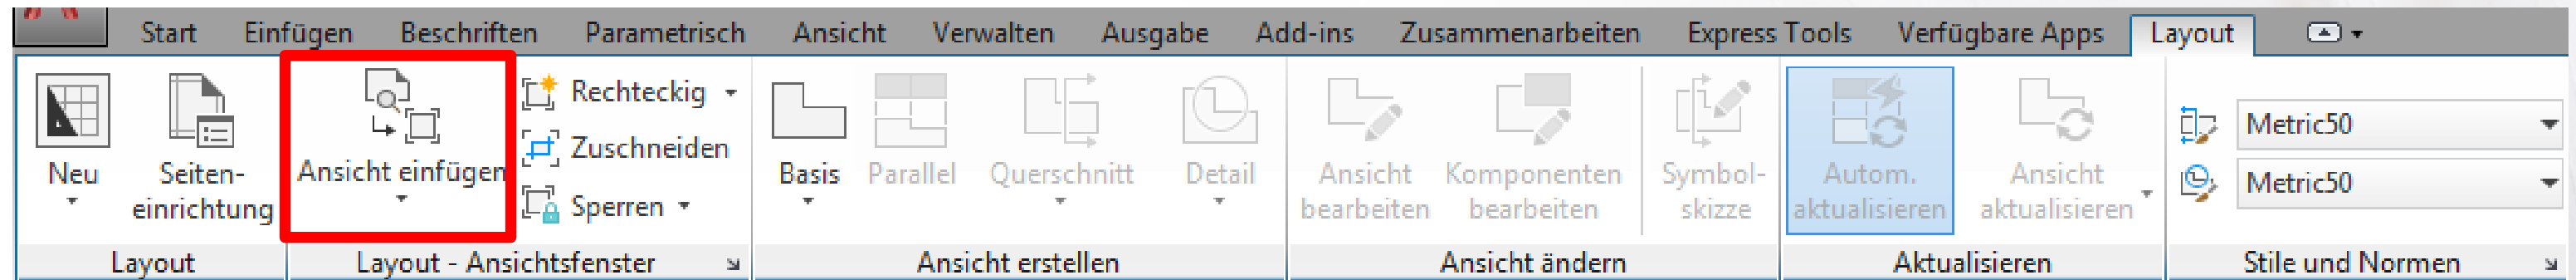 Start Einfügen Beschriften Parametrisch Ansicht Verwalten Ausgabe Add-ins Zusammenarbeiten Express Tools Verfügbare Apps Layout
Neu
Seiten-
einrichtung
Ansicht einfügen
Rechteckig
Zuschneiden
Sperren
Basis
Parallel
Querschnitt
Detail
Ansicht
bearbeiten
Komponenten
bearbeiten
Symbol-
skizze
Autom.
aktualisieren
Ansicht
aktualisieren
Metric50
Metric50
Layout
Layout - Ansichtsfenster
Ansicht erstellen
Ansicht ändern
Aktualisieren
Stile und Normen